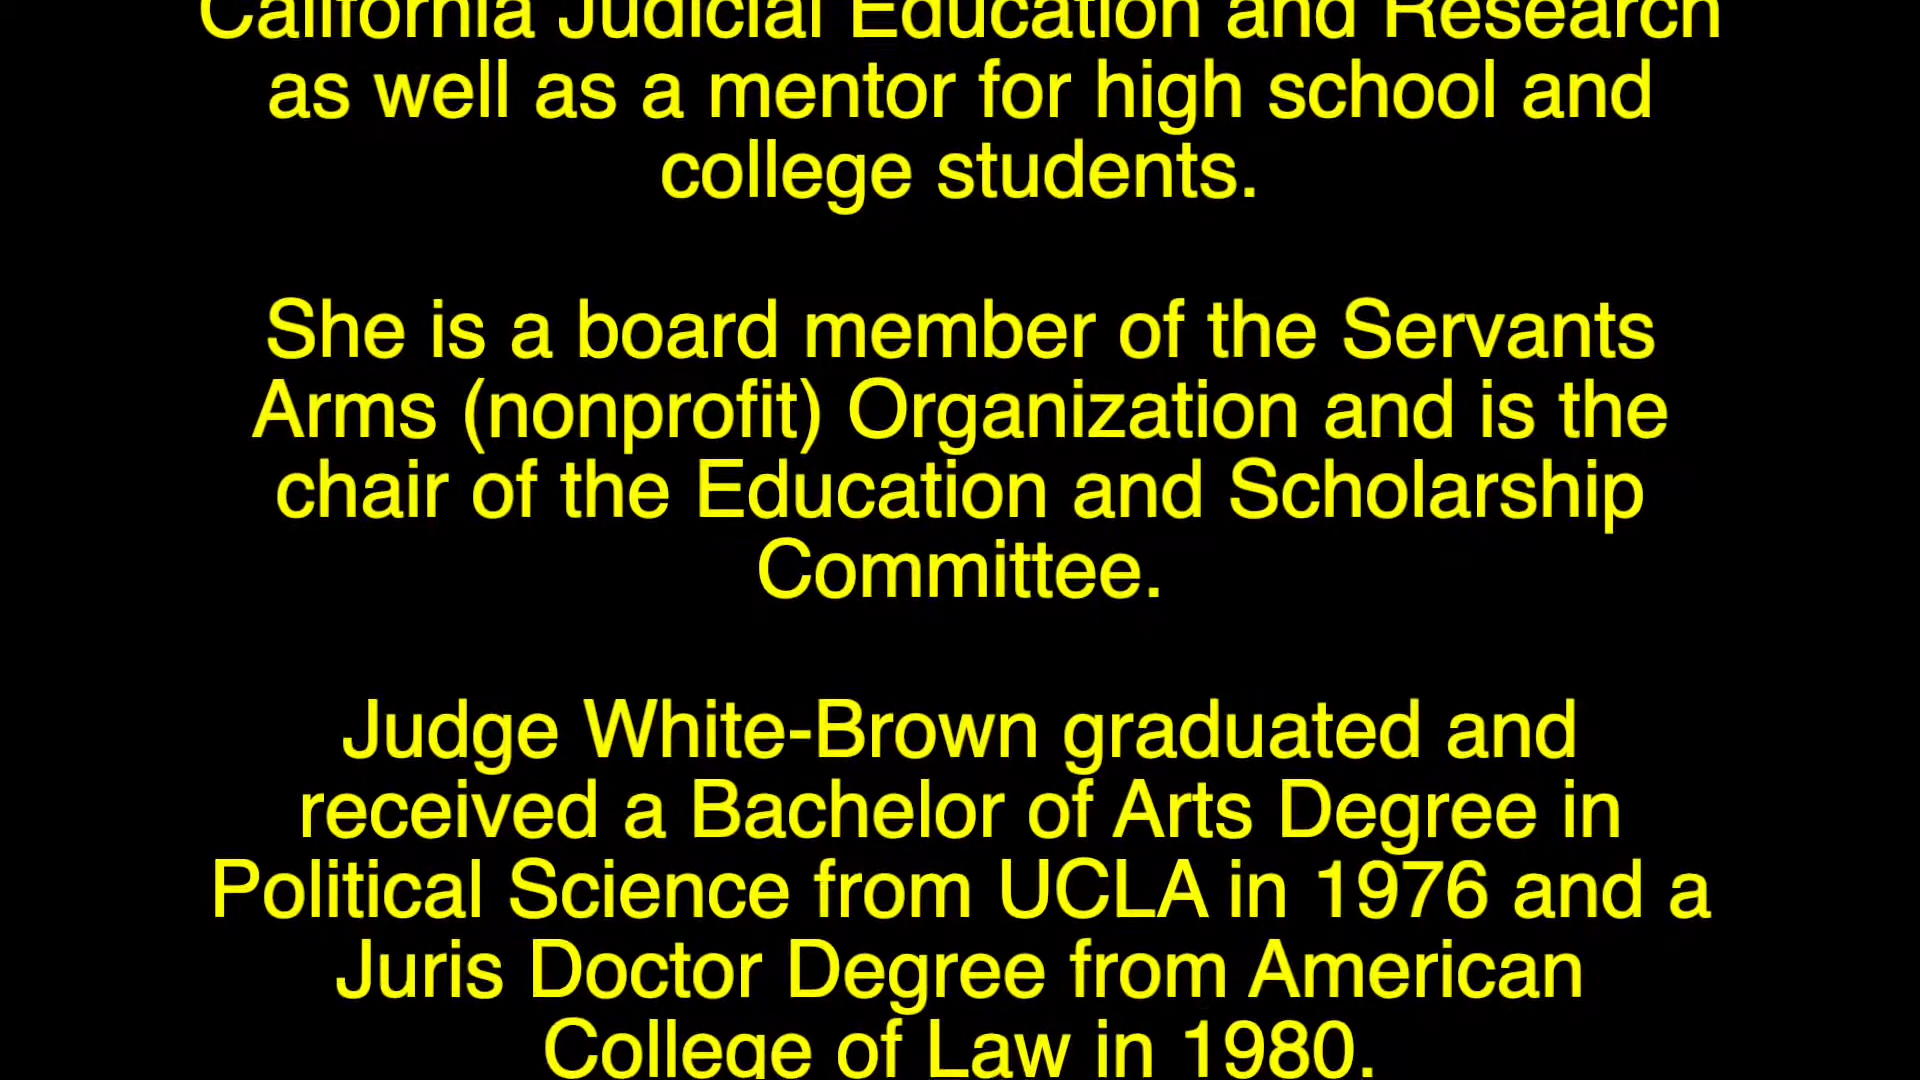 California Judicial Education and Research
as well as a mentor for high school and
college students.
She is a board member of the Servants
Arms (nonprofit) Organization and is the
chair of the Education and Scholarship
Committee.
Judge White-Brown graduated and
received a Bachelor of Arts Degree in
Political Science from UCLA in 1976 and a
Juris Doctor Degree from American
College of Law in 1980.